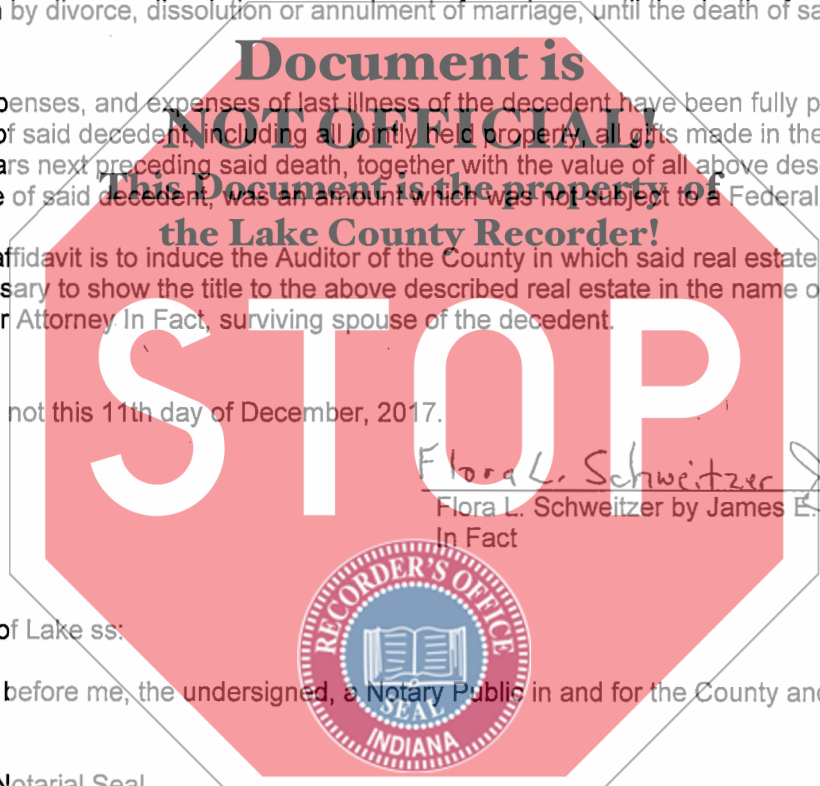 by divorce, dissolution or annulment of marriage, until the death of sa
Document is
penses, and expenses of last illness of the decedent have been fully p
NOT OFFICIAL!
of said decedent, including all jointly held property, all gifts made in the
ars next preceding said death, together with the value of all above des
This Document is the property of
e of said decedent, was an amount which was not subject to a Federal
the Lake County Recorder!
affidavit is to induce the Auditor of the County in which said real estate
sary to show the title to the above described real estate in the name o
r Attorney In Fact, surviving spouse of the decedent.
STOP
not this 11th day of December, 2017.
Flora L. Schweitzer
Flora L. Schweitzer by James E.
In Fact
RECORDER'S OFFICE
of Lake ss:
before me, the undersigned, a Notary Public in and for the County and
SEAL
INDIANA
Notarial Seal